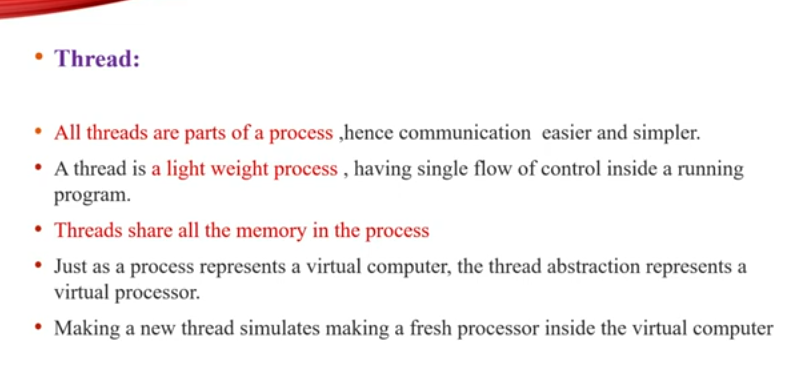 • Thread:
• All threads are parts of a process ,hence communication easier and simpler.
• A thread is a light weight process , having single flow of control inside a running
program.
• Threads share all the memory in the process
• Just as a process represents a virtual computer, the thread abstraction represents a
virtual processor.
• Making a new thread simulates making a fresh processor inside the virtual computer